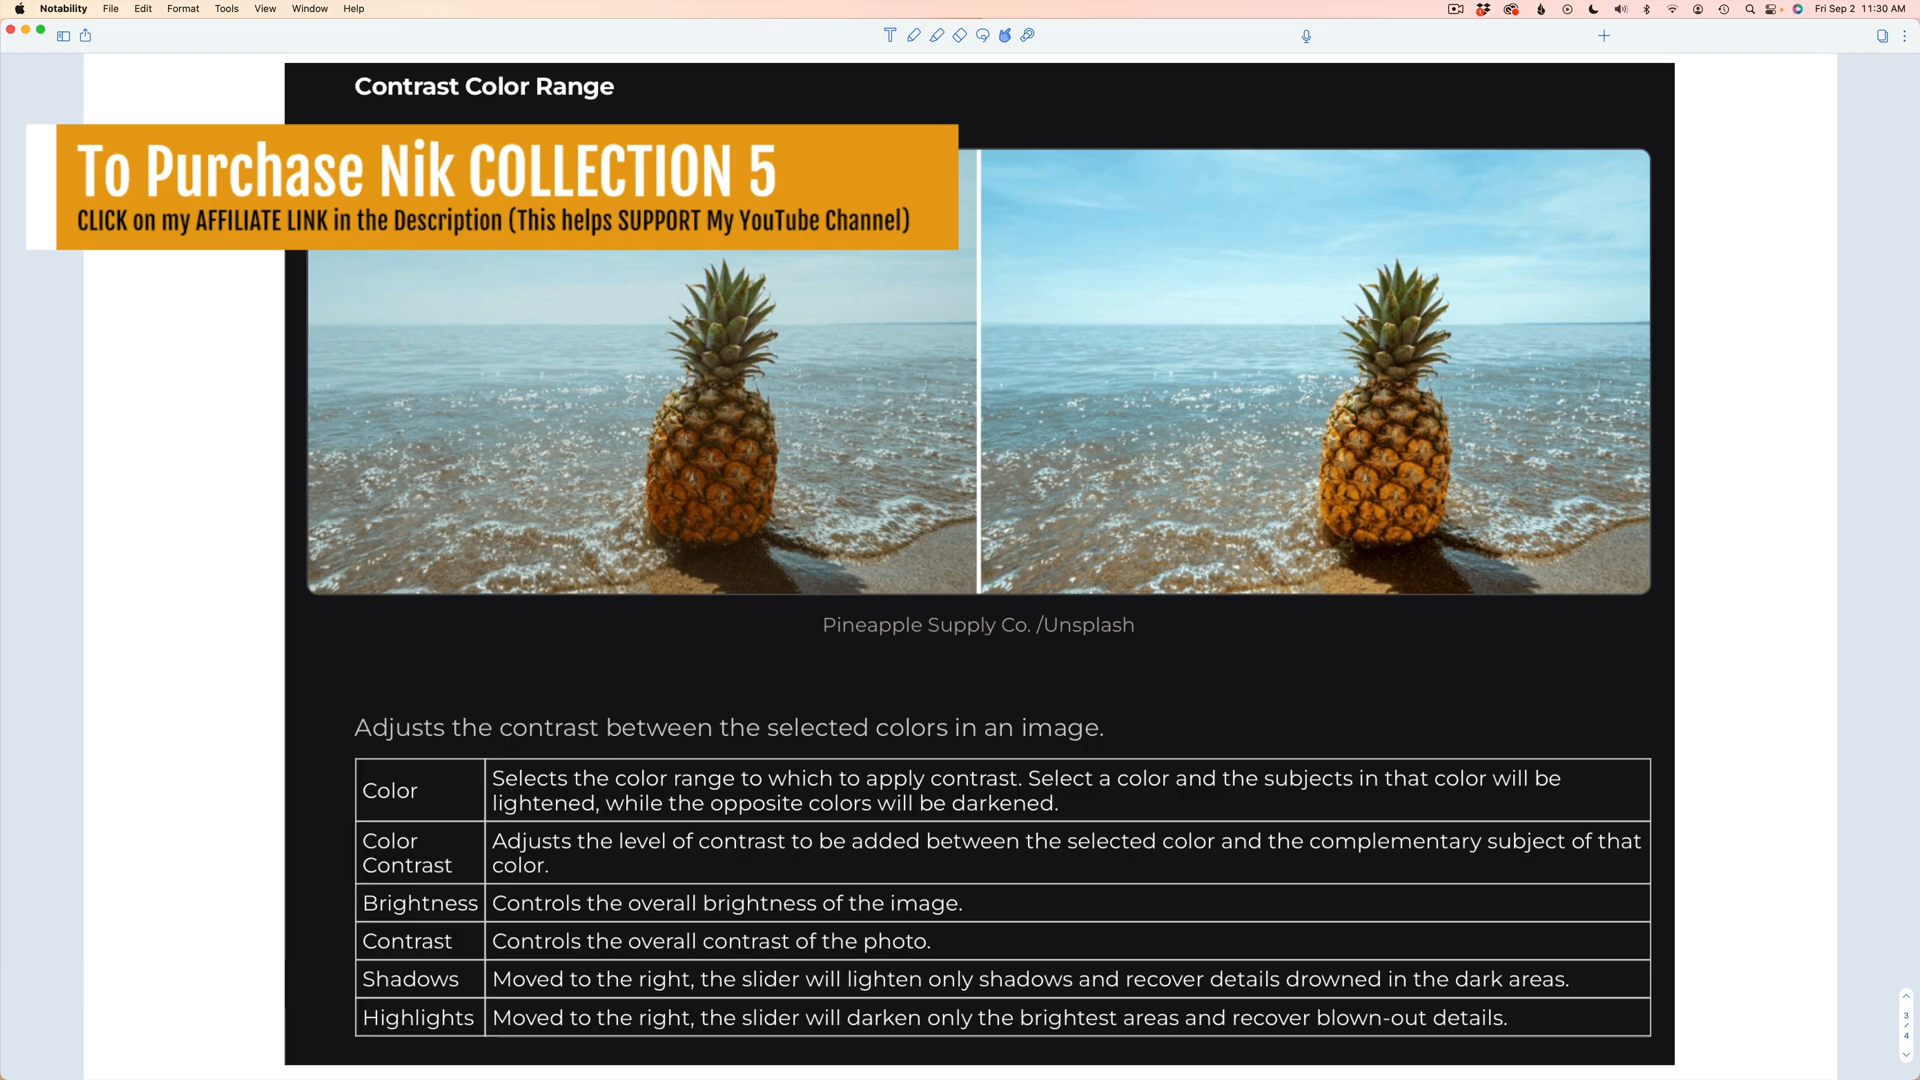 Notability File Edit Format Tools View Window Help Fri Sep 2 11:30 AM
Contrast Color Range
To Purchase Nik COLLECTION 5
CLICK on my AFFILIATE LINK in the Description (This helps SUPPORT My YouTube Channel)
Pineapple Supply Co. /Unsplash
Adjusts the contrast between the selected colors in an image.
Color
Selects the color range to which to apply contrast. Select a color and the subjects in that color will be
lightened, while the opposite colors will be darkened.
Color
Contrast
Adjusts the level of contrast to be added between the selected color and the complementary subject of that
color.
Brightness Controls the overall brightness of the image.
Contrast Controls the overall contrast of the photo.
Shadows Moved to the right, the slider will lighten only shadows and recover details drowned in the dark areas.
Highlights Moved to the right, the slider will darken only the brightest areas and recover blown-out details.
3
/
4